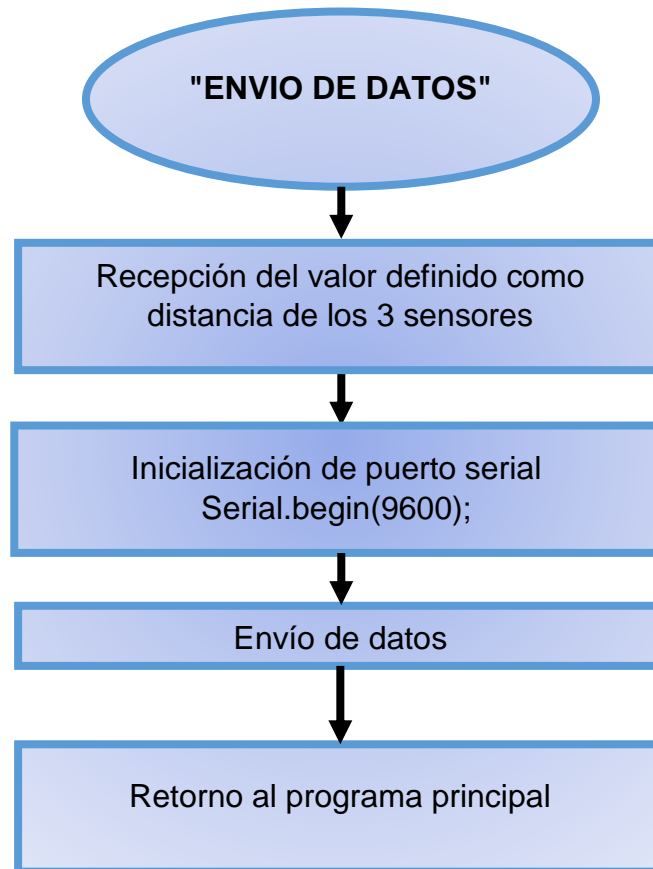 "ENVIO DE DATOS"
Recepción del valor definido como
distancia de los 3 sensores
Inicialización de puerto serial
Serial.begin(9600);
Envío de datos
Retorno al programa principal